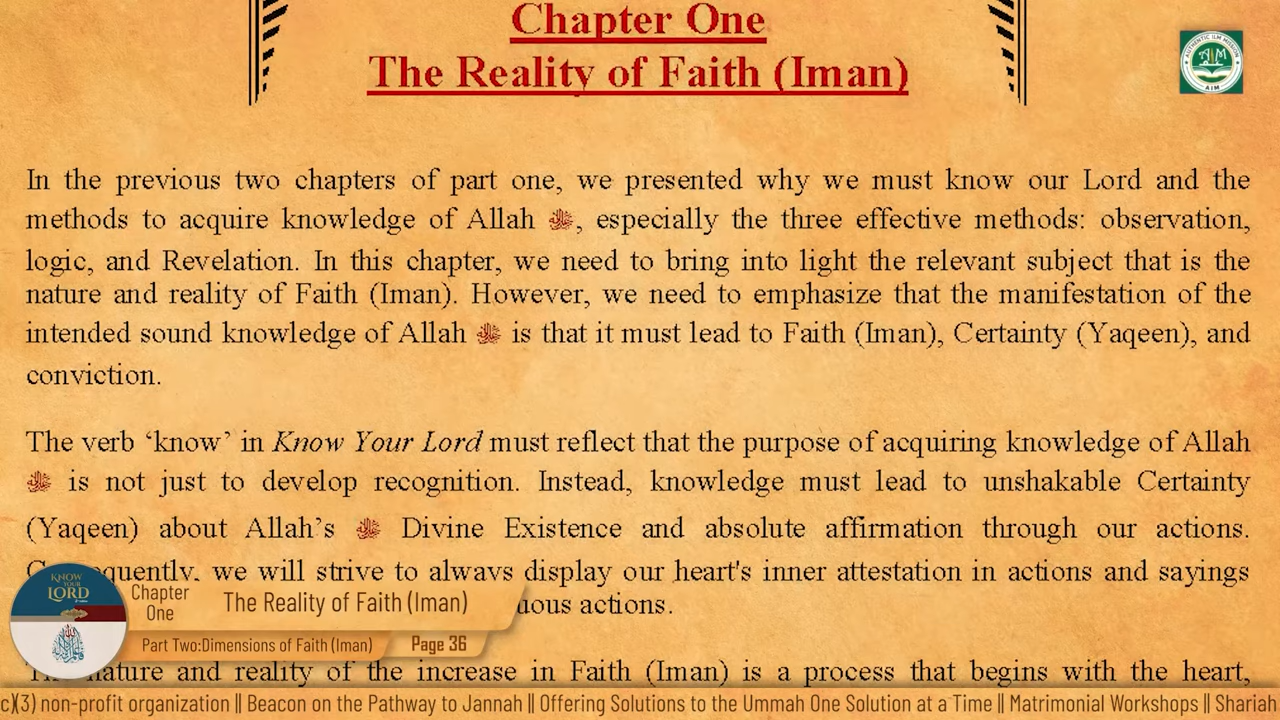 Chapter One
The Reality of Faith (Iman)
AUTHENTIC ILM MISSION
AIM
In the previous two chapters of part one, we presented why we must know our Lord and the
methods to acquire knowledge of Allah ﷻ, especially the three effective methods: observation,
logic, and Revelation. In this chapter, we need to bring into light the relevant subject that is the
nature and reality of Faith (Iman). However, we need to emphasize that the manifestation of the
intended sound knowledge of Allah ﷻ is that it must lead to Faith (Iman), Certainty (Yaqeen), and
conviction.
The verb ‘know’ in Know Your Lord must reflect that the purpose of acquiring knowledge of Allah
ﷻ is not just to develop recognition. Instead, knowledge must lead to unshakable Certainty
(Yaqeen) about Allah’s ﷻ Divine Existence and absolute affirmation through our actions.
we will strive to always display our heart's inner attestation in actions and sayings
actions.
nature and reality of the increase in Faith (Iman) is a process that begins with the heart,
KNOW
YOUR
LORD
Chapter
One
The Reality of Faith (Iman)
Part Two:Dimensions of Faith (Iman)
Page 36
c)(3) non-profit organization || Beacon on the Pathway to Jannah || Offering Solutions to the Ummah One Solution at a Time || Matrimonial Workshops || Shariah